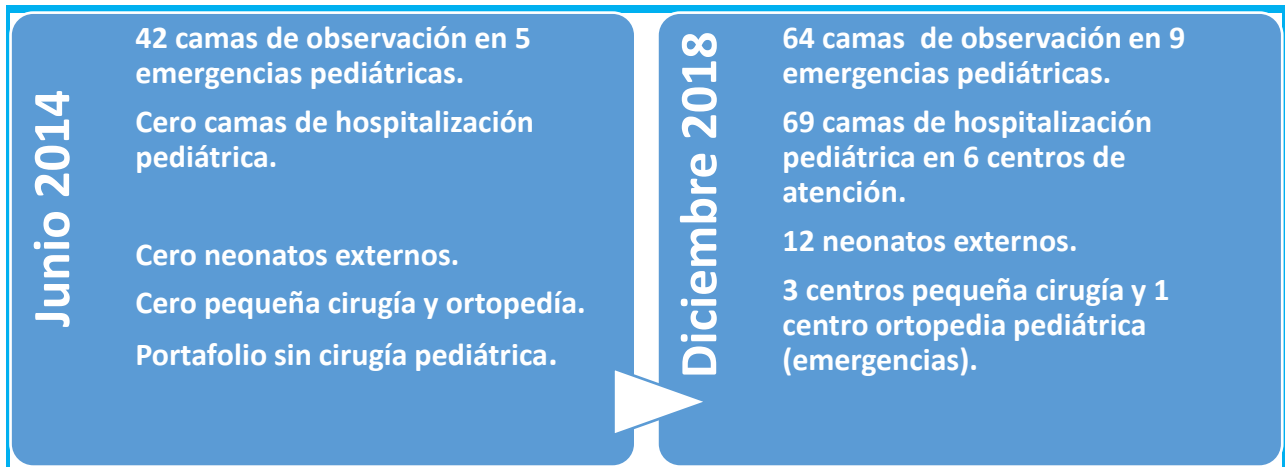 Junio 2014
42 camas de observación en 5
emergencias pediátricas.
Cero camas de hospitalización
pediátrica.
Cero neonatos externos.
Cero pequeña cirugía y ortopedía.
Portafolio sin cirugía pediátrica.
Diciembre 2018
64 camas  de observación en 9
emergencias pediátricas.
69 camas de hospitalización
pediátrica en 6 centros de
atención.
12 neonatos externos.
3 centros pequeña cirugía y 1
centro ortopedia pediátrica
(emergencias).